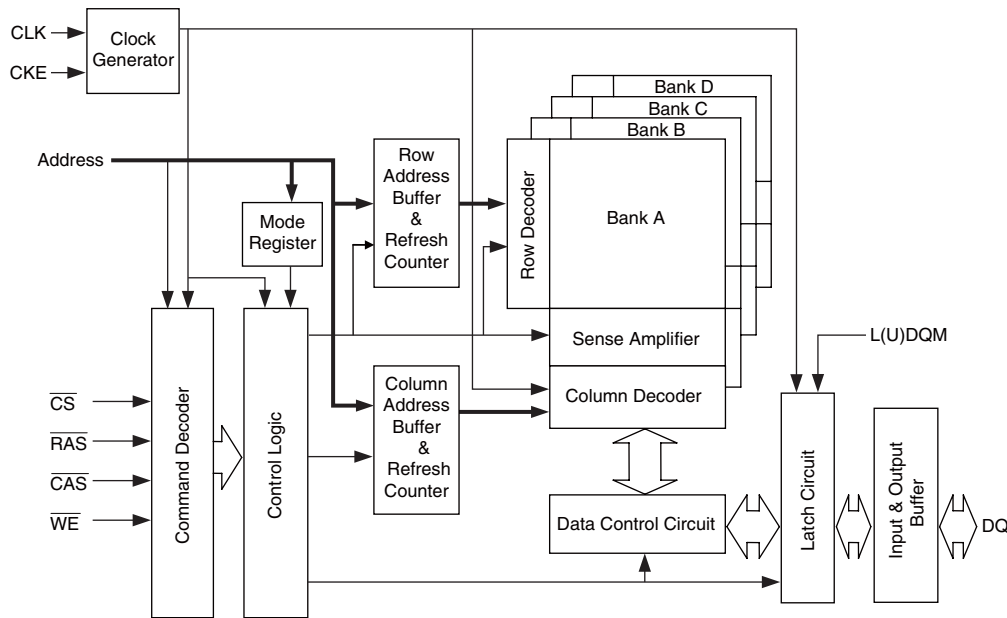 CLK
CKE
Clock
Generator
Bank D
Bank C
Bank B
Bank A
Address
Mode
Register
Row
Address
Buffer
&
Refresh
Counter
Row Decoder
Sense Amplifier
Column Decoder
L(U)DQM
CS
RAS
CAS
WE
Command Decoder
Control Logic
Column
Address
Buffer
&
Refresh
Counter
Data Control Circuit
Latch Circuit
Input & Output
Buffer
DQ